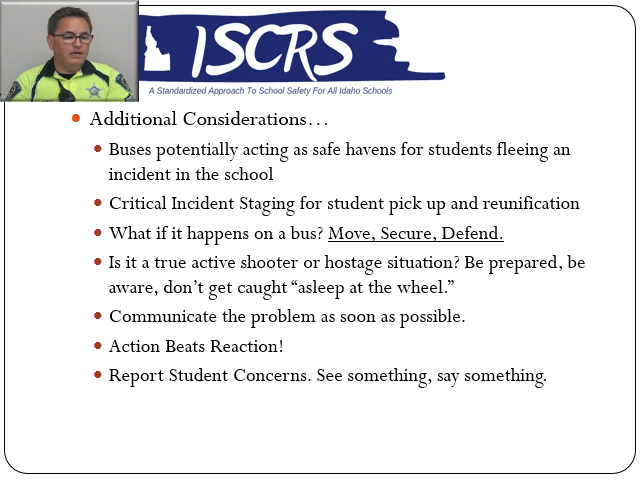 ISCRS
A Standardized Approach To School Safety For All Idaho Schools
Additional Considerations…
Buses potentially acting as safe havens for students fleeing an
incident in the school
Critical Incident Staging for student pick up and reunification
What if it happens on a bus? Move, Secure, Defend.
Is it a true active shooter or hostage situation? Be prepared, be
aware, don’t get caught “asleep at the wheel.”
Communicate the problem as soon as possible.
Action Beats Reaction!
Report Student Concerns. See something, say something.